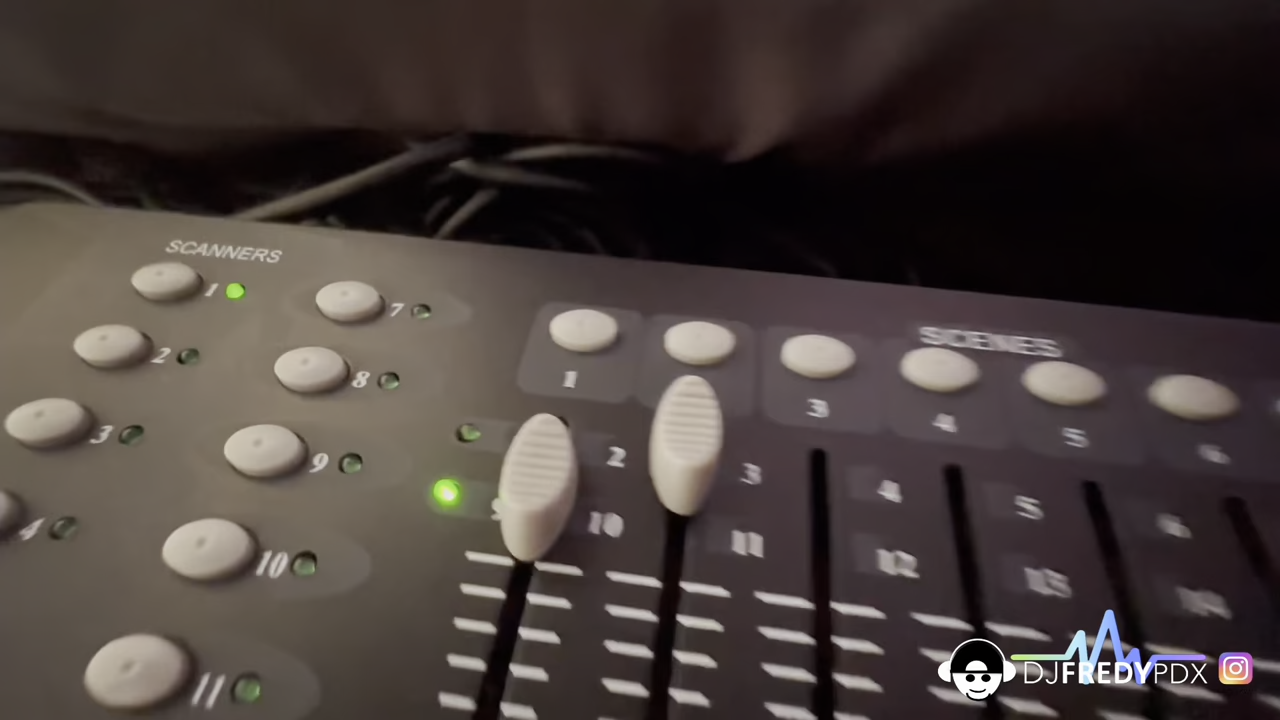 SCANNERS
SCENES
1 7
2 8
3 9
4 10
11
1 3 4 5 6
2 3 4 5 6
9 10 11 12 13 14
DJFREDYPDX